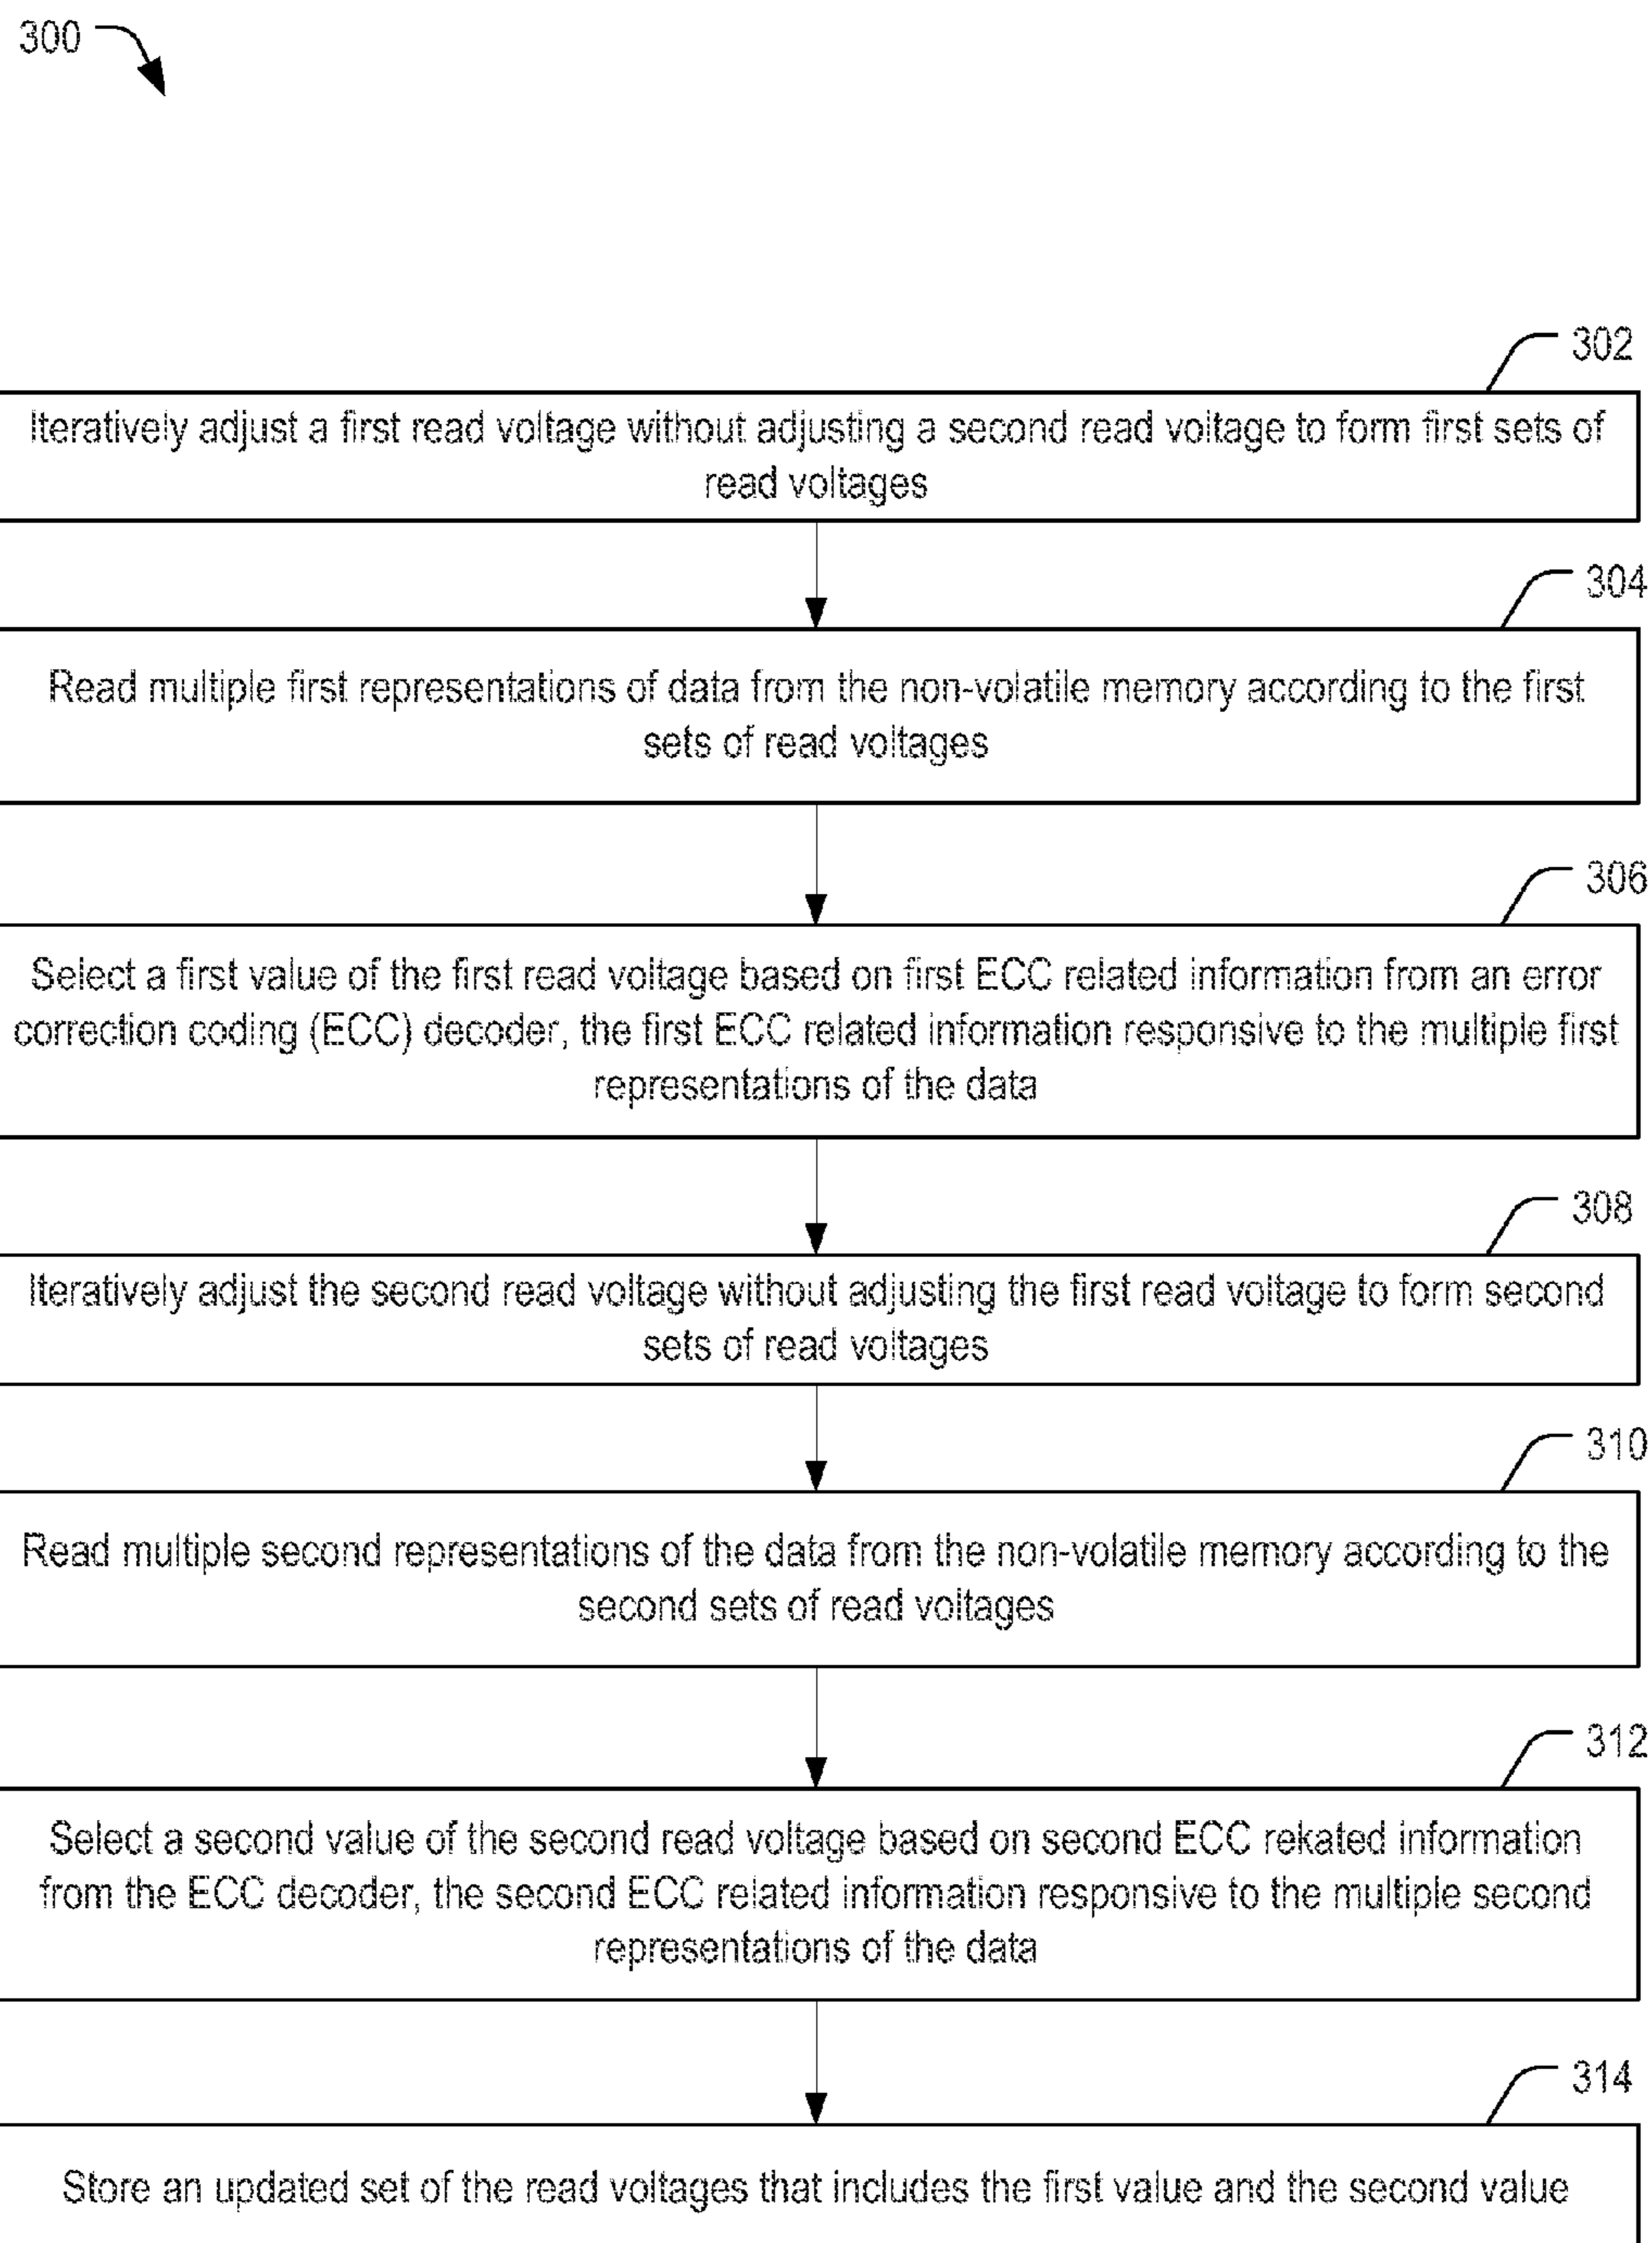 300
302
Iteratively adjust a first read voltage without adjusting a second read voltage to form first sets of
read voltages
304
Read multiple first representations of data from the non-volatile memory according to the first
sets of read voltages
306
Select a first value of the first read voltage based on first ECC related information from an error
correction coding (ECC) decoder, the first ECC related information responsive to the multiple first
representations of the data
308
Iteratively adjust the second read voltage without adjusting the first read voltage to form second
sets of read voltages
310
Read multiple second representations of the data from the non-volatile memory according to the
second sets of read voltages
312
Select a second value of the second read voltage based on second ECC rekated information
from the ECC decoder, the second ECC related information responsive to the multiple second
representations of the data
314
Store an updated set of the read voltages that includes the first value and the second value